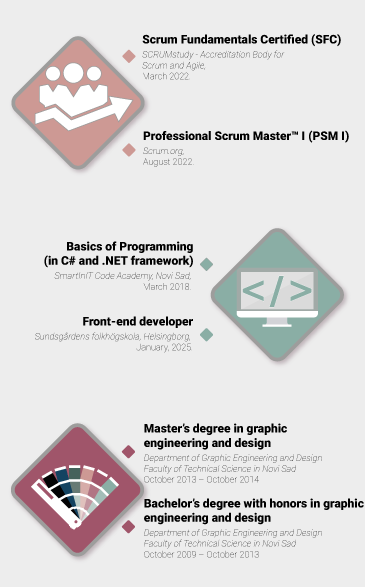 Scrum Fundamentals Certified (SFC)
SCRUMstudy - Accreditation Body for
Scrum and Agile,
March 2022.
Professional Scrum Master™ I (PSM I)
Scrum.org,
August 2022.
Basics of Programming
(in C# and .NET framework)
SmartInIT Code Academy, Novi Sad,
March 2018.
</>
Front-end developer
Sundsgårdens folkhögskola, Helsingborg,
January, 2025.
Master's degree in graphic
engineering and design
Department of Graphic Engineering and Design
Faculty of Technical Science in Novi Sad
October 2013 – October 2014
Bachelor's degree with honors in graphic
engineering and design
Department of Graphic Engineering and Design
Faculty of Technical Science in Novi Sad
October 2009 – October 2013